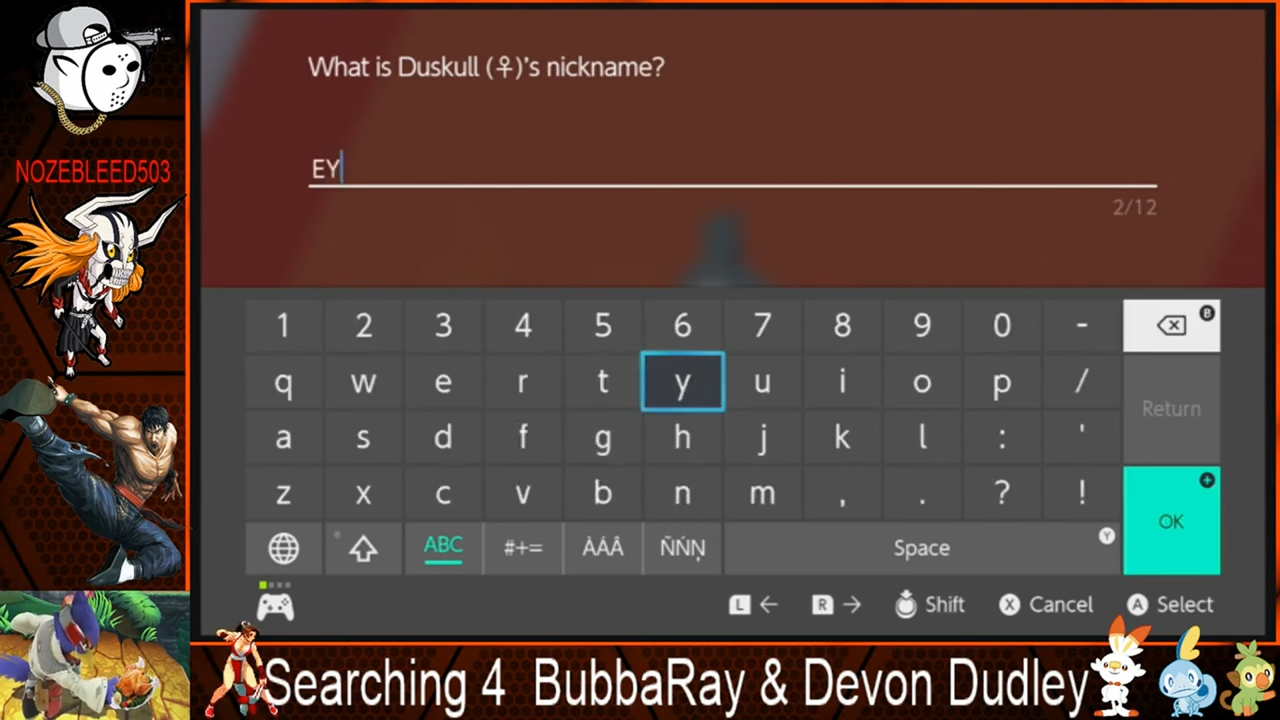 NOZEBLEED503
What is Duskull (♀)'s nickname?
EY
2/12
1 2 3 4 5 6 7 8 9 0 -
B
q w e r t y u i o p /
Return
a s d f g h j k l : '
z x c v b n m , . ? !
+
OK
ABC #+= ÀÁÂ ÑŃŅ Space Y
L ← R → Shift X Cancel A Select
Searching 4 BubbaRay & Devon Dudley